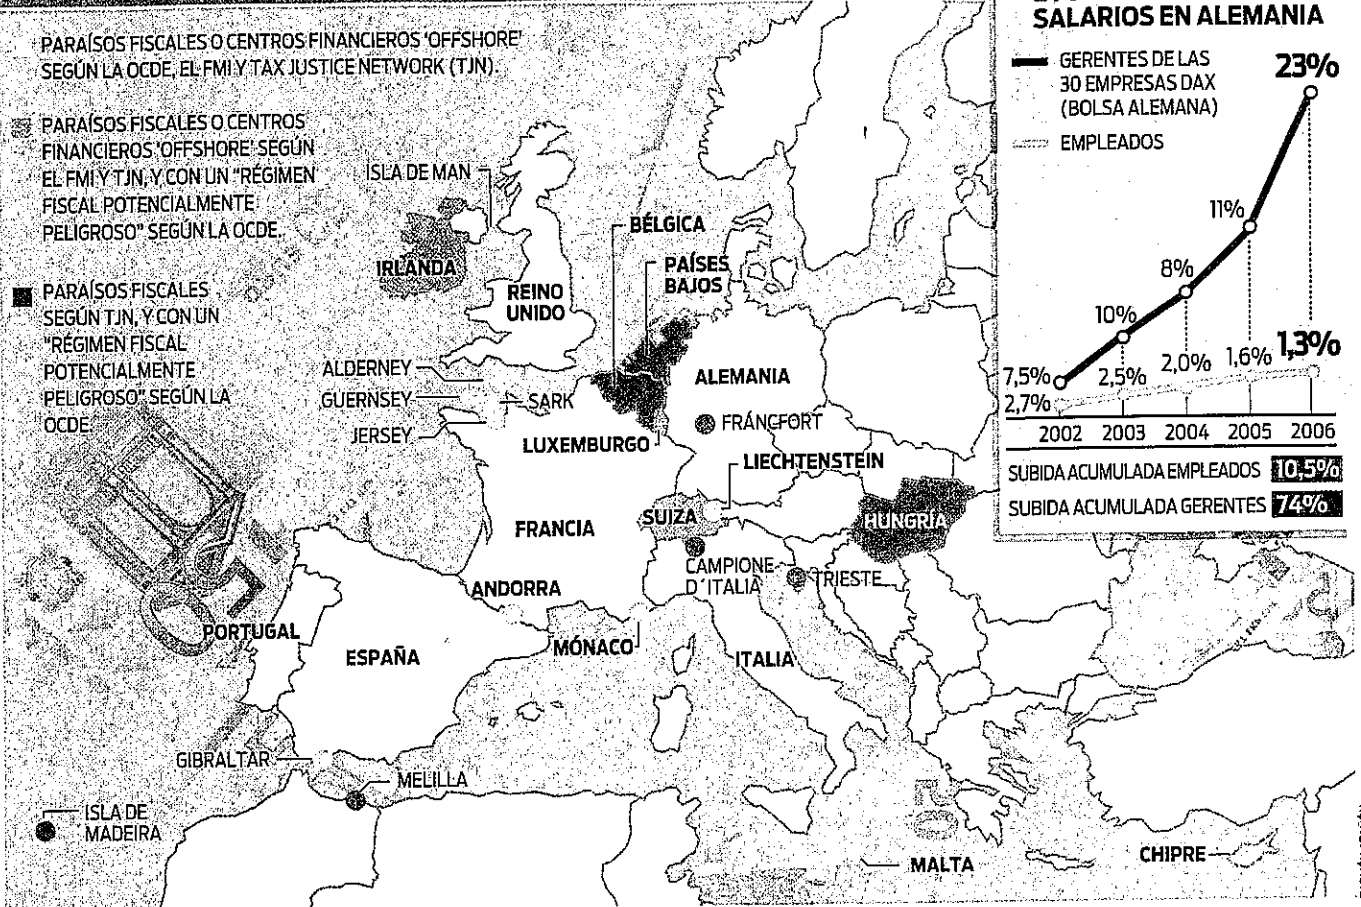 PARAÍSOS FISCALES O CENTROS FINANCIEROS 'OFFSHORE'
SEGÚN LA OCDE, EL FMI Y TAX JUSTICE NETWORK (TJN).
PARAÍSOS FISCALES O CENTROS
FINANCIEROS 'OFFSHORE' SEGÚN
EL FMI Y TJN, Y CON UN "RÉGIMEN
FISCAL POTENCIALMENTE
PELIGROSO" SEGÚN LA OCDE.
PARAÍSOS FISCALES
SEGÚN TJN, Y CON UN
"RÉGIMEN FISCAL
POTENCIALMENTE
PELIGROSO" SEGÚN LA
OCDE.
ISLA DE MAN
IRLANDA
REINO
UNIDO
BÉLGICA
PAÍSES
BAJOS
ALDERNEY
GUERNSEY
SARK
JERSEY
ALEMANIA
FRÁNCFORT
LUXEMBURGO
LIECHTENSTEIN
SUIZA
HUNGRÍA
FRANCIA
CAMPIONE
D´ITALIA
TRIESTE
ANDORRA
PORTUGAL
ESPAÑA
MÓNACO
ITALIA
GIBRALTAR
MELILLA
ISLA DE
MADEIRA
MALTA
CHIPRE
SALARIOS EN ALEMANIA
GERENTES DE LAS
30 EMPRESAS DAX
(BOLSA ALEMANA)
EMPLEADOS
23%
11%
8%
10%
7,5%
2,7%
2,5%
2,0%
1,6%
1,3%
2002 2003 2004 2005 2006
SUBIDA ACUMULADA EMPLEADOS 10,5%
SUBIDA ACUMULADA GERENTES 74%